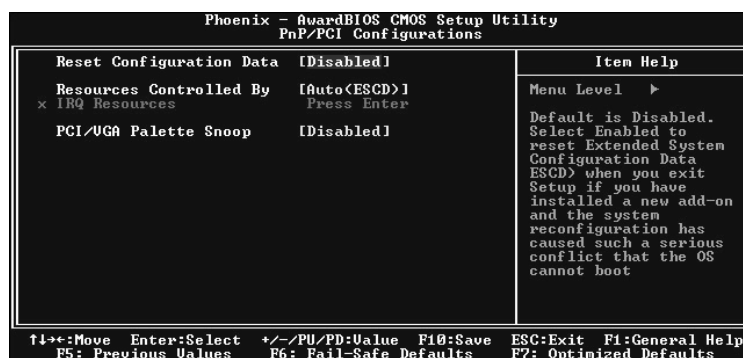 Phoenix - AwardBIOS CMOS Setup Utility
PnP/PCI Configurations
Reset Configuration Data [Disabled]
Resources Controlled By [Auto(ESCD)]
x IRQ Resources Press Enter
PCI/VGA Palette Snoop [Disabled]
Item Help
Menu Level ▶
Default is Disabled.
Select Enabled to
reset Extended System
Configuration Data
ESCD) when you exit
Setup if you have
installed a new add-on
and the system
reconfiguration has
caused such a serious
conflict that the OS
cannot boot
↑↓→←:Move Enter:Select +/-/PU/PD:Value F10:Save ESC:Exit F1:General Help
F5: Previous Values F6: Fail-Safe Defaults F7: Optimized Defaults